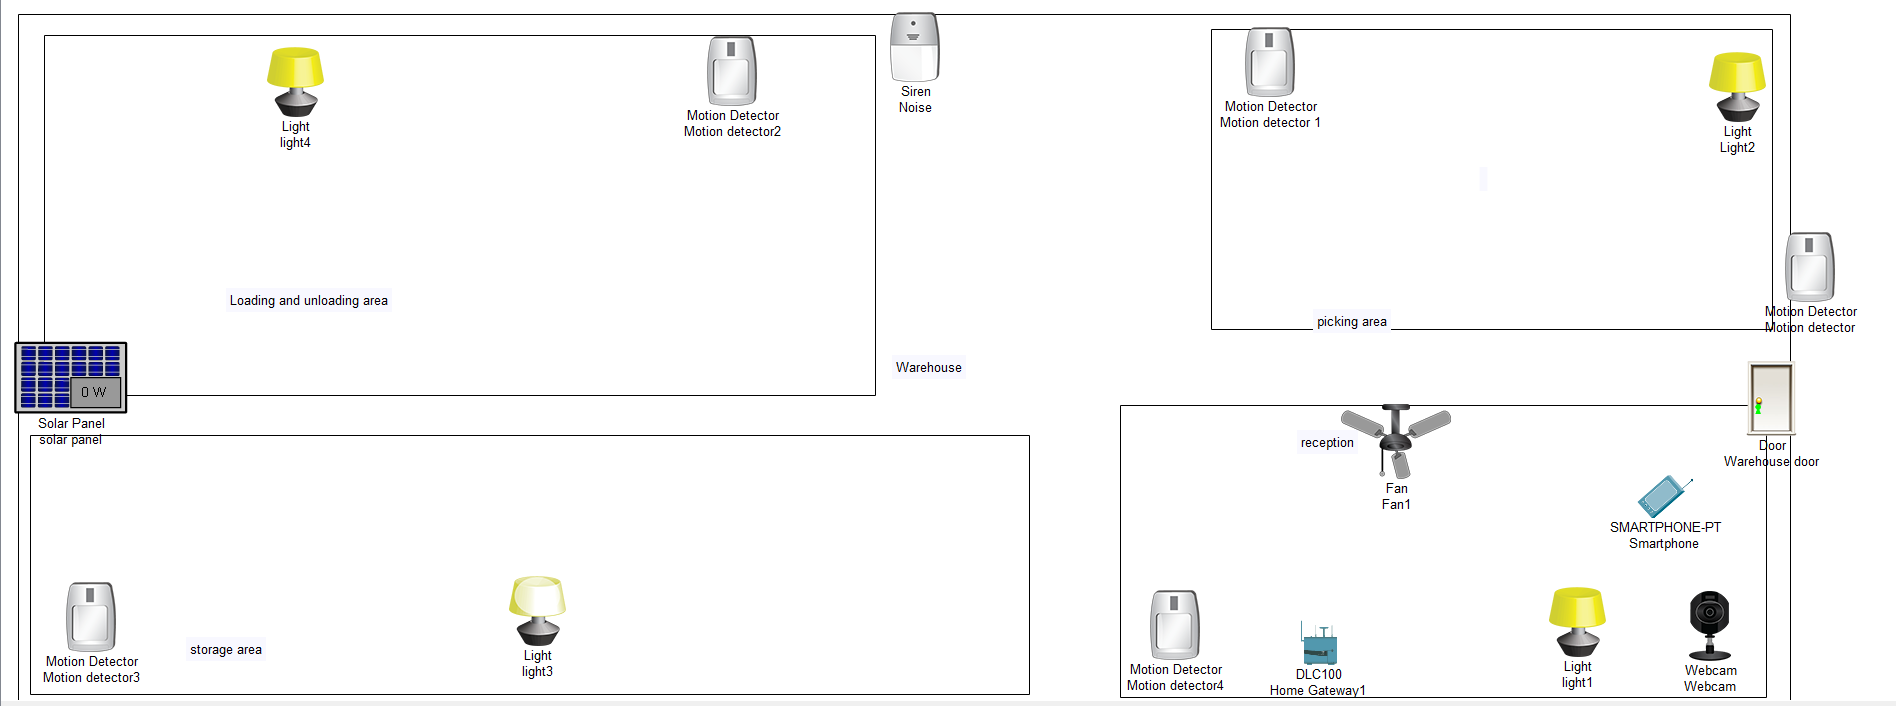 Light
light4
Motion Detector
Motion detector2
Siren
Noise
Motion Detector
Motion detector 1
Light
Light2
Loading and unloading area
Motion Detector
Motion detector
picking area
Warehouse
0 W
Solar Panel
solar panel
reception
Door
Warehouse door
Fan
Fan1
SMARTPHONE-PT
Smartphone
storage area
Motion Detector
Motion detector3
Light
light3
Motion Detector
Motion detector4
DLC100
Home Gateway1
Light
light1
Webcam
Webcam